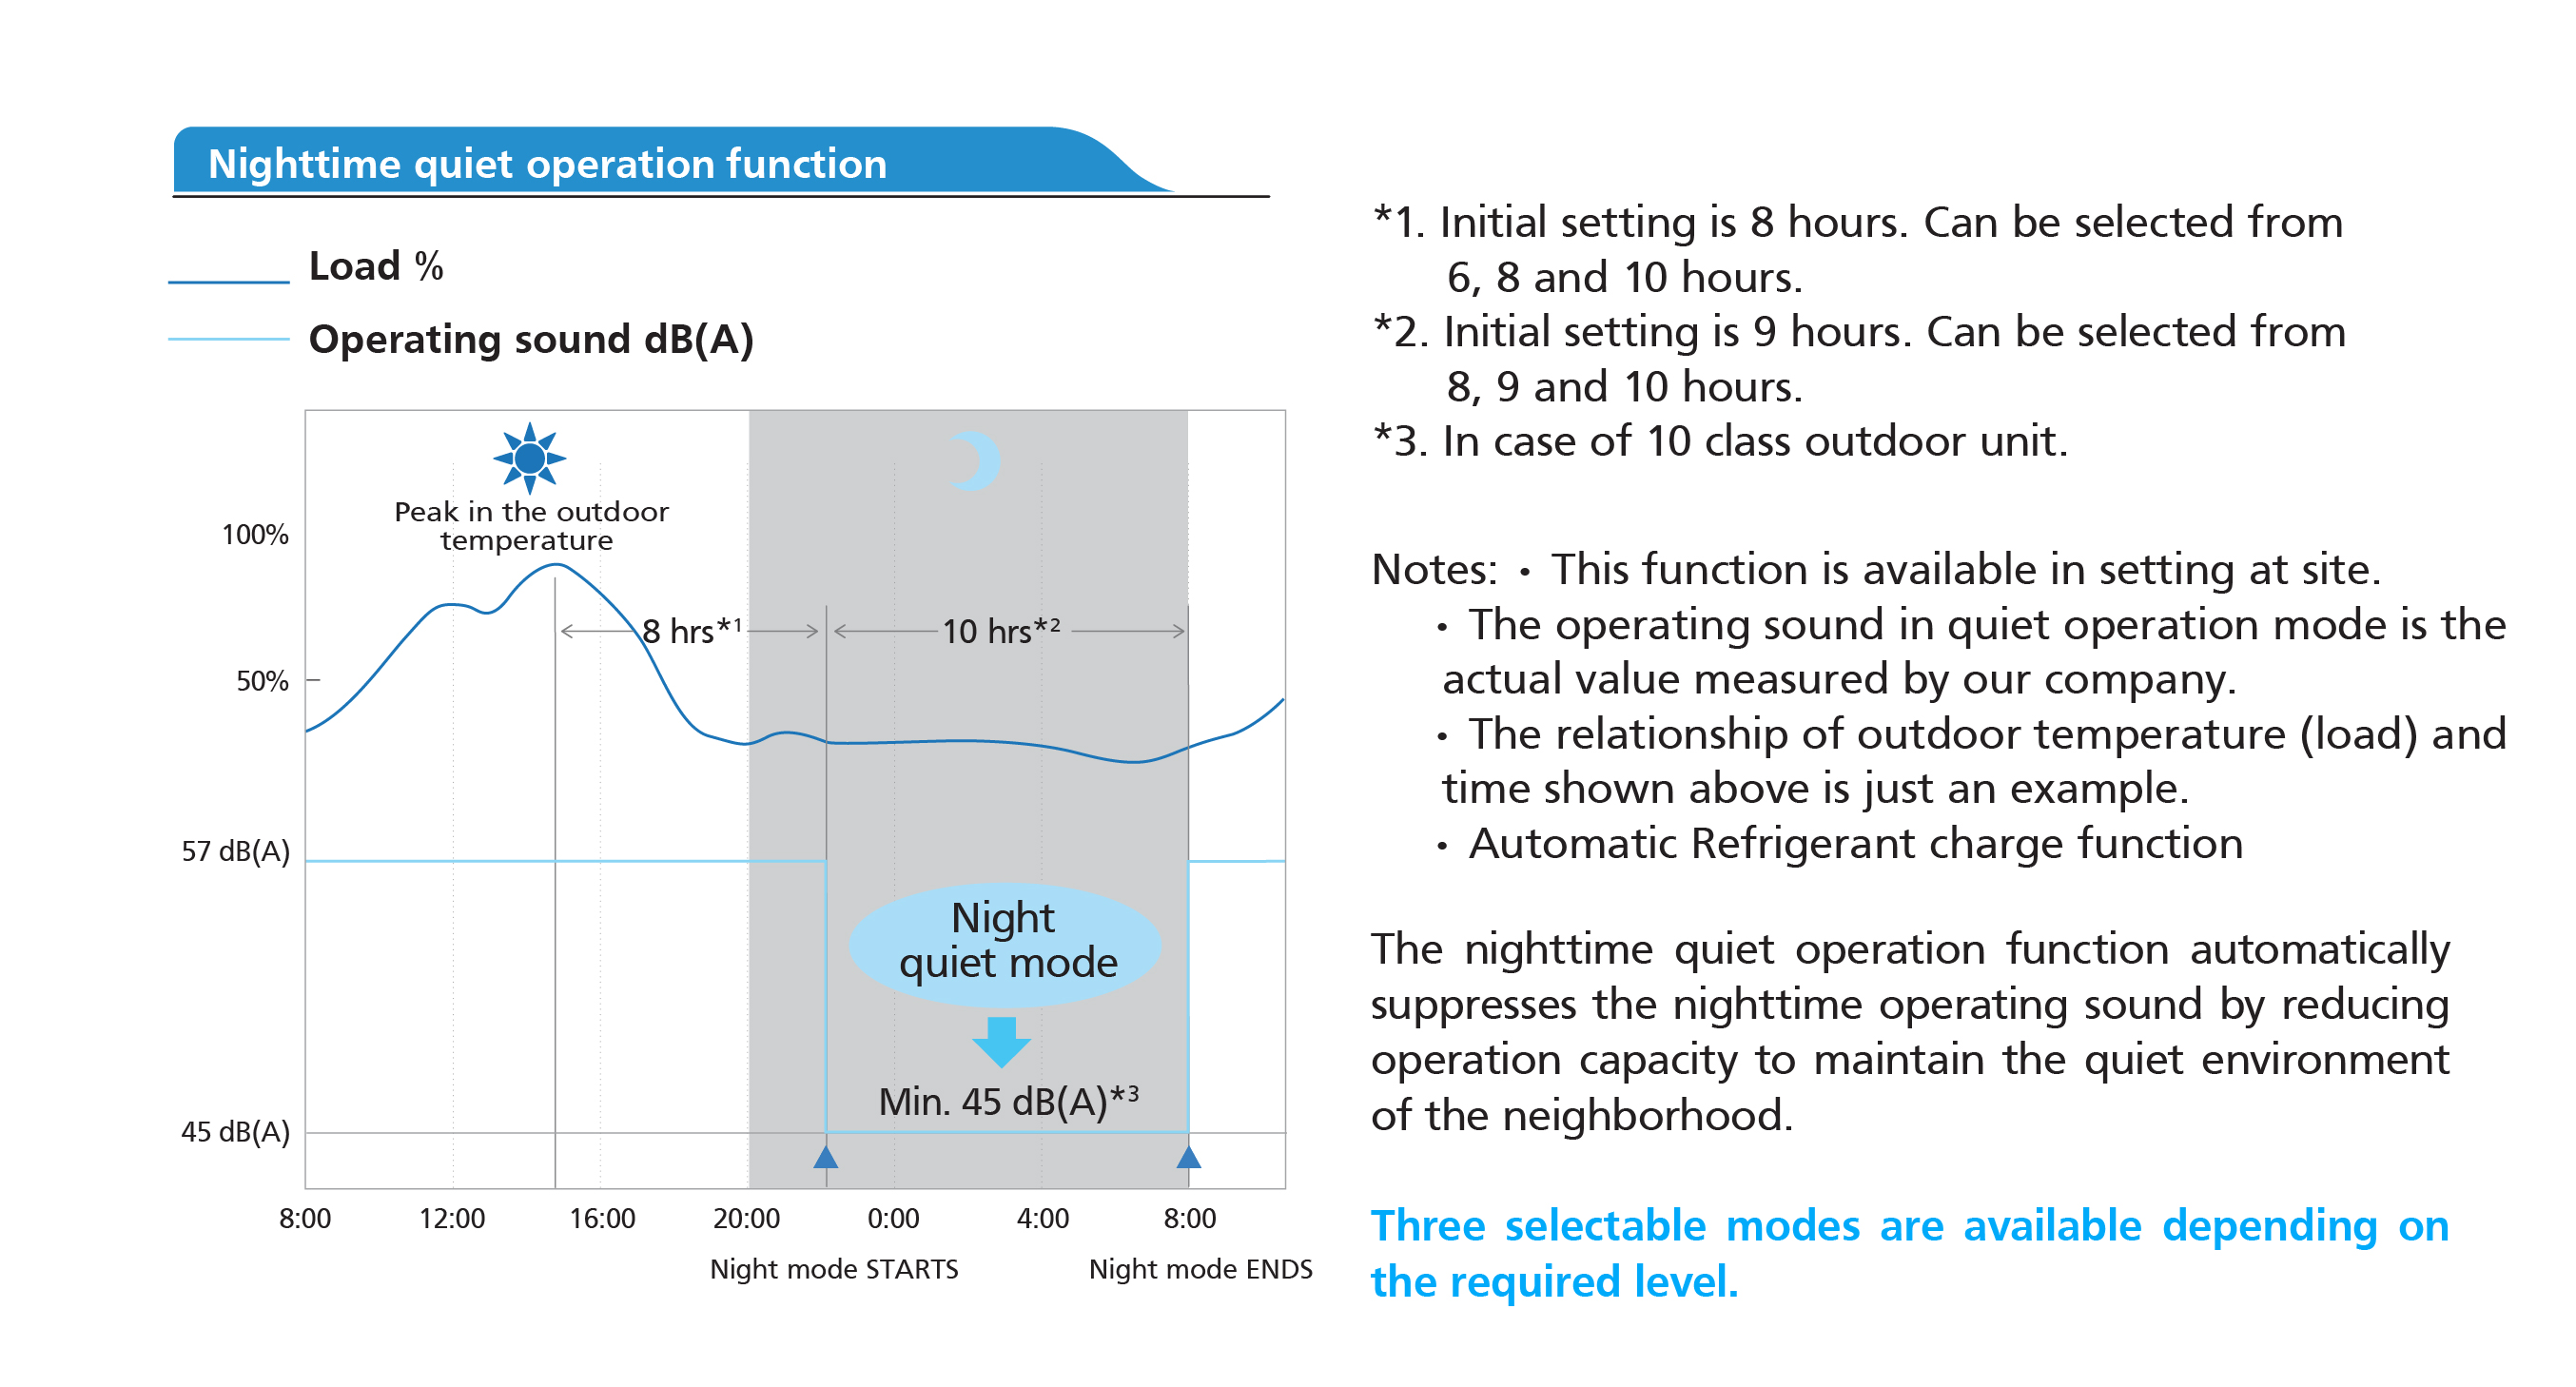 Nighttime quiet operation function
Load %
Operating sound dB(A)
Peak in the outdoor
temperature
100%
50%
8 hrs*1
10 hrs*2
57 dB(A)
Night
quiet mode
Min. 45 dB(A)*3
45 dB(A)
8:00 12:00 16:00 20:00 0:00 4:00 8:00
Night mode STARTS Night mode ENDS
*1. Initial setting is 8 hours. Can be selected from
6, 8 and 10 hours.
*2. Initial setting is 9 hours. Can be selected from
8, 9 and 10 hours.
*3. In case of 10 class outdoor unit.
Notes: • This function is available in setting at site.
• The operating sound in quiet operation mode is the
actual value measured by our company.
• The relationship of outdoor temperature (load) and
time shown above is just an example.
• Automatic Refrigerant charge function
The nighttime quiet operation function automatically
suppresses the nighttime operating sound by reducing
operation capacity to maintain the quiet environment
of the neighborhood.
Three selectable modes are available depending on
the required level.